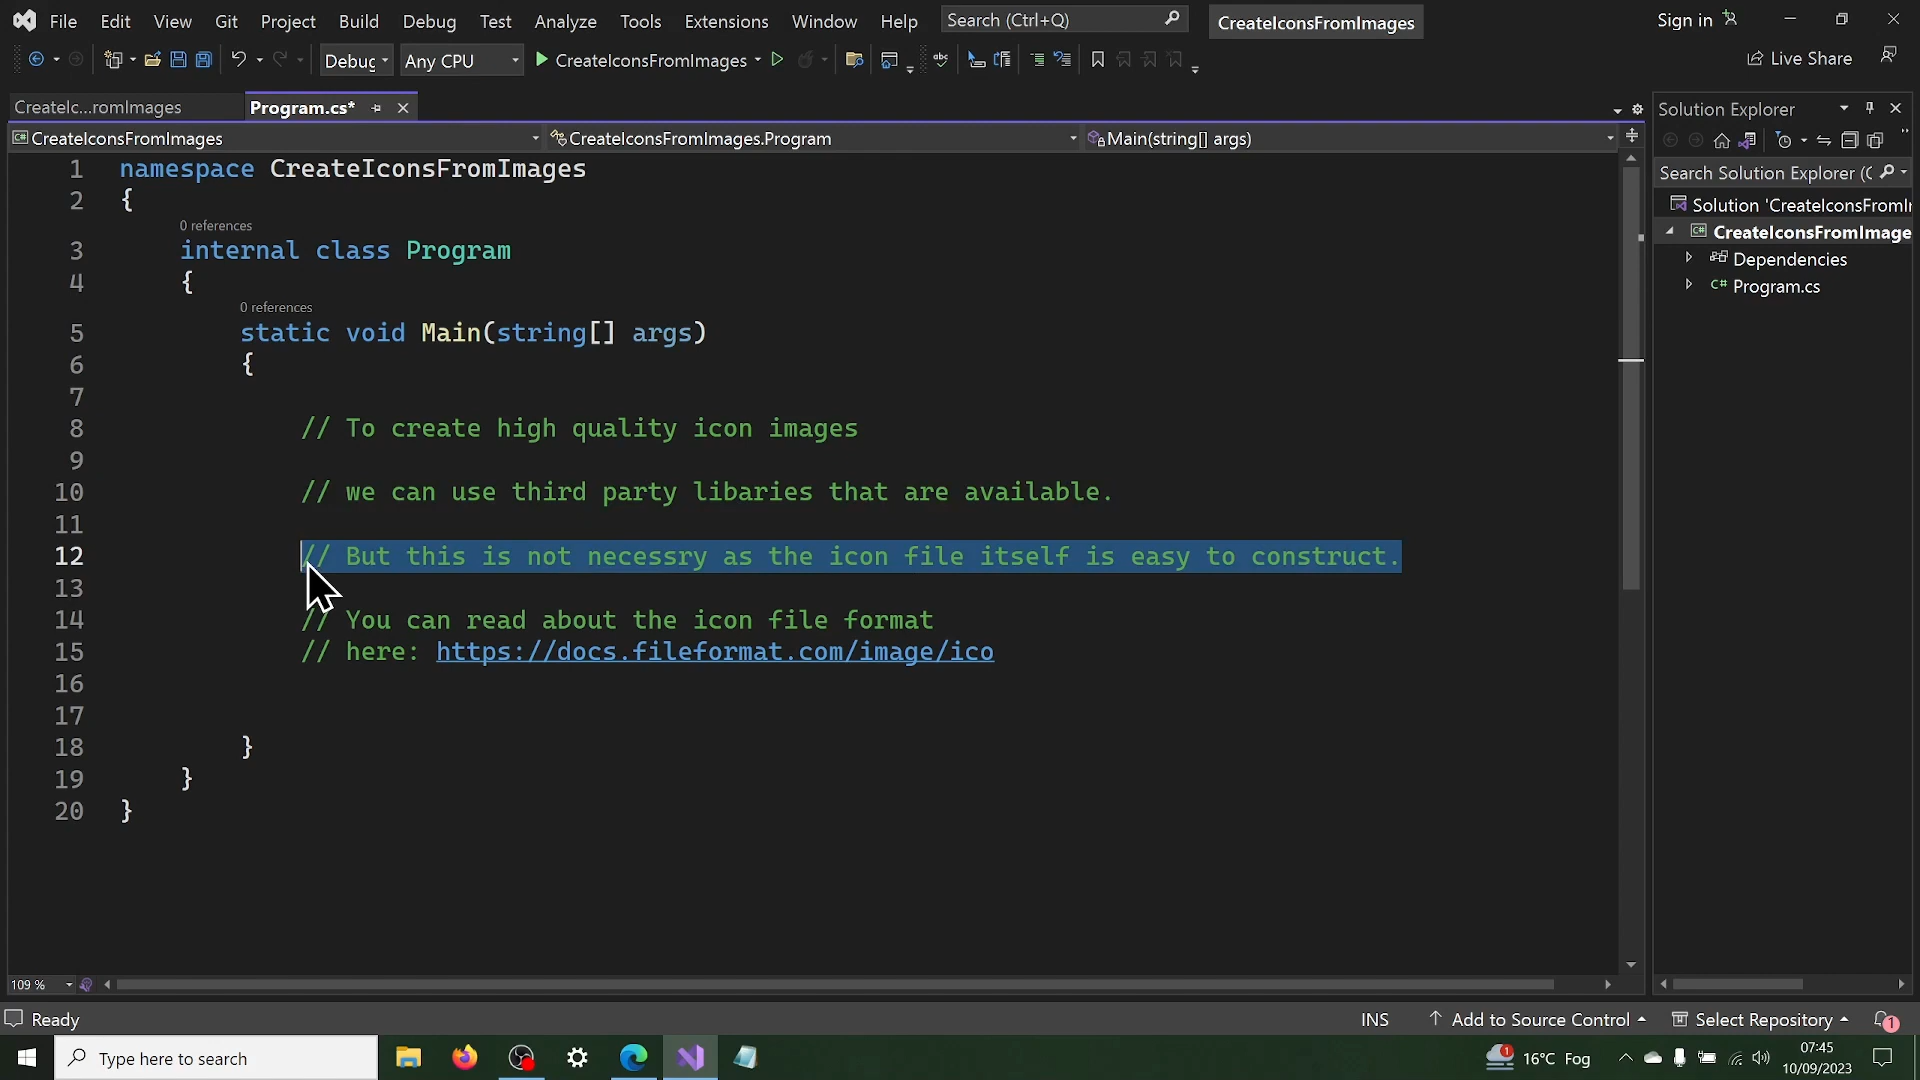 File Edit View Git Project Build Debug Test Analyze Tools Extensions Window Help Search (Ctrl+Q) CreateIconsFromImages Sign in
Debug Any CPU CreateIconsFromImages Live Share
CreateIc...romImages Program.cs* Solution Explorer
CreateIconsFromImages CreateIconsFromImages.Program Main(string[] args)
Search Solution Explorer (C
Solution 'CreateIconsFromI
CreateIconsFromImage
Dependencies
C# Program.cs
1 namespace CreateIconsFromImages
2 {
0 references
3 internal class Program
4 {
0 references
5 static void Main(string[] args)
6 {
7
8 // To create high quality icon images
9
10 // we can use third party libaries that are available.
11
12 // But this is not necessry as the icon file itself is easy to construct.
13
14 // You can read about the icon file format
15 // here: https://docs.fileformat.com/image/ico
16
17
18 }
19 }
20 }
109 %
Ready INS Add to Source Control Select Repository 1
Type here to search 1 16°C Fog 07:45
10/09/2023